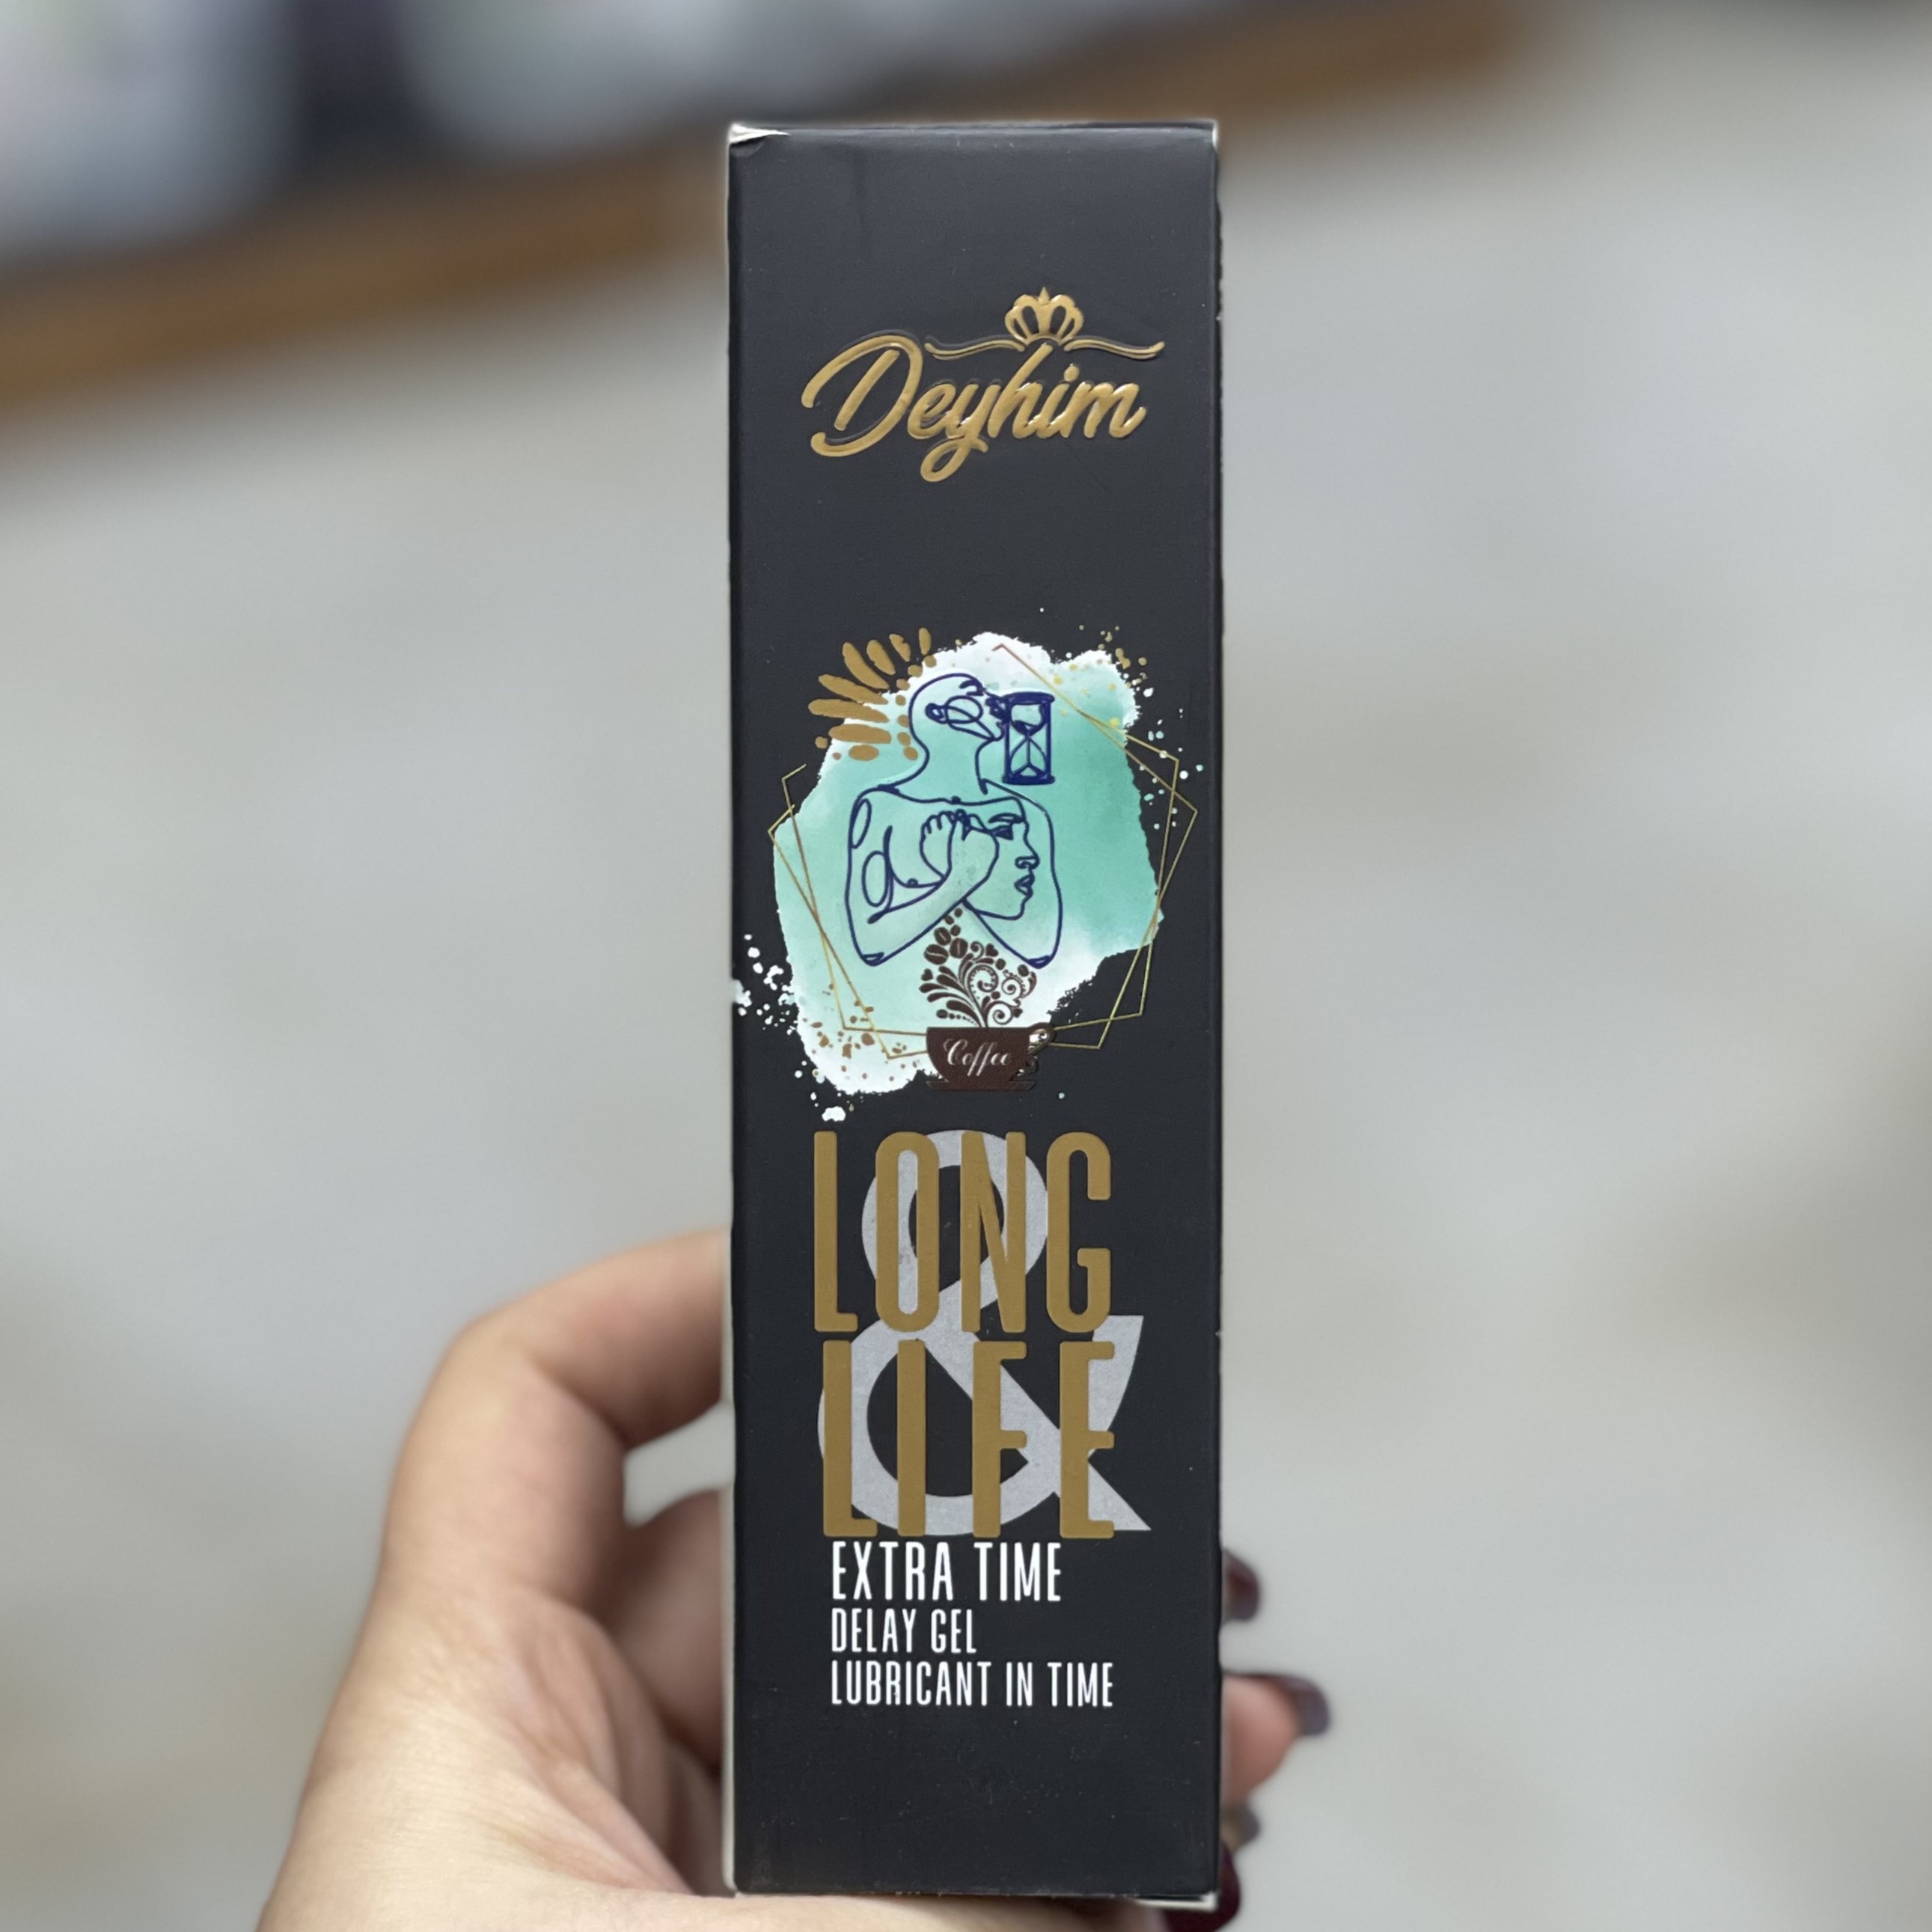 Deyhim
Coffee
&
LONG
LIFE
EXTRA TIME
DELAY GEL
LUBRICANT IN TIME